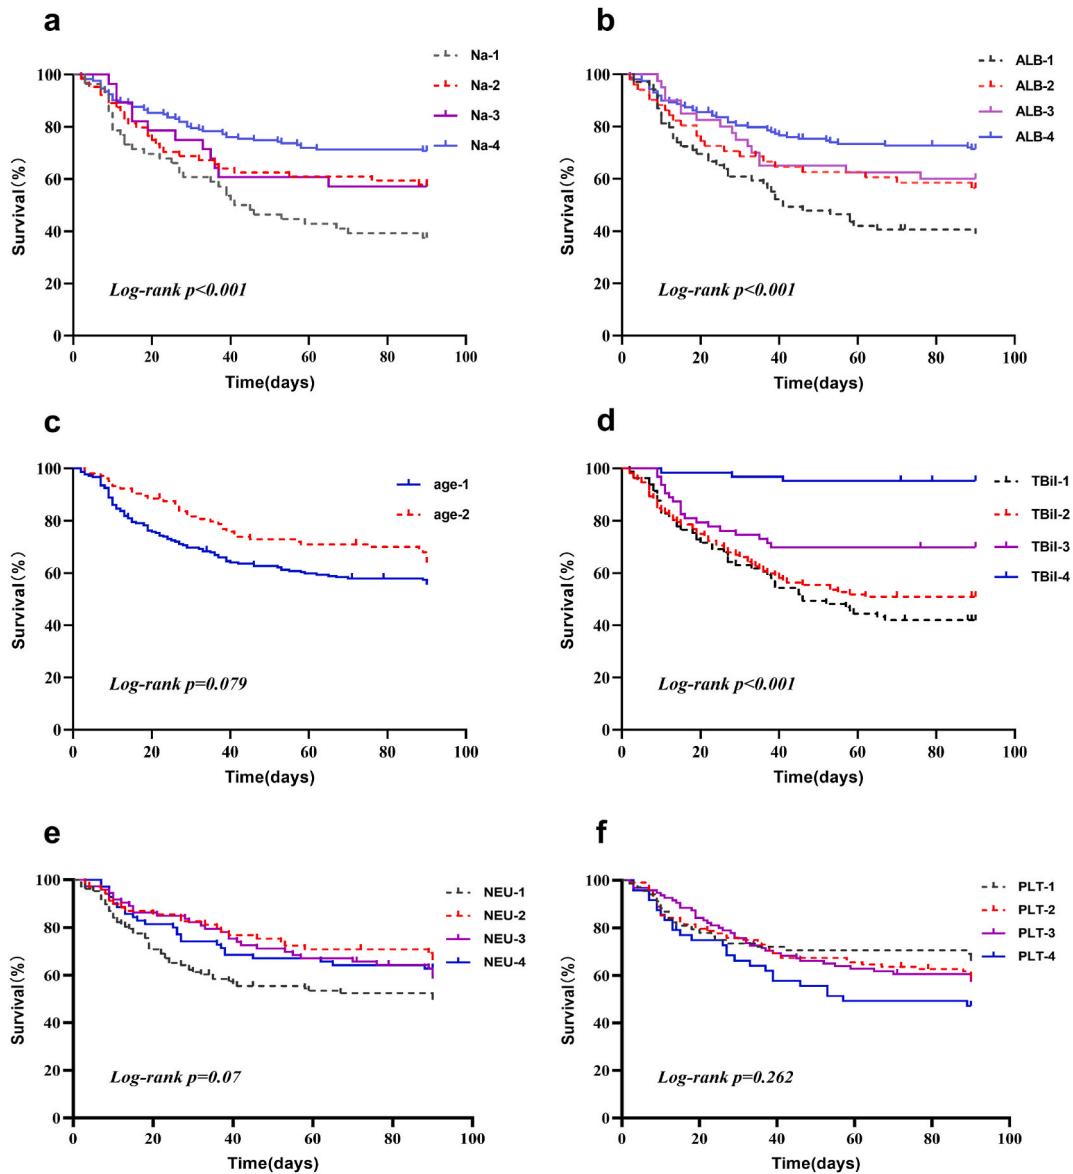 a
Na-1
Na-2
Na-3
Na-4
100
80
60
40
20
0
Survival(%)
Log-rank p<0.001
0 20 40 60 80 100
Time(days)
b
ALB-1
ALB-2
ALB-3
ALB-4
100
80
60
40
20
0
Survival(%)
Log-rank p<0.001
0 20 40 60 80 100
Time(days)
c
age-1
age-2
100
80
60
40
20
0
Survival(%)
Log-rank p=0.079
0 20 40 60 80 100
Time(days)
d
TBil-1
TBil-2
TBil-3
TBil-4
100
80
60
40
20
0
Survival(%)
Log-rank p<0.001
0 20 40 60 80 100
Time(days)
e
NEU-1
NEU-2
NEU-3
NEU-4
100
80
60
40
20
0
Survival(%)
Log-rank p=0.07
0 20 40 60 80 100
Time(days)
f
PLT-1
PLT-2
PLT-3
PLT-4
100
80
60
40
20
0
Survival(%)
Log-rank p=0.262
0 20 40 60 80 100
Time(days)